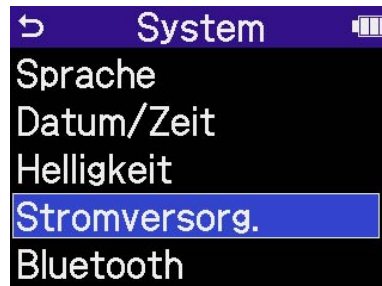 System
Sprache
Datum/Zeit
Helligkeit
Stromversorg.
Bluetooth